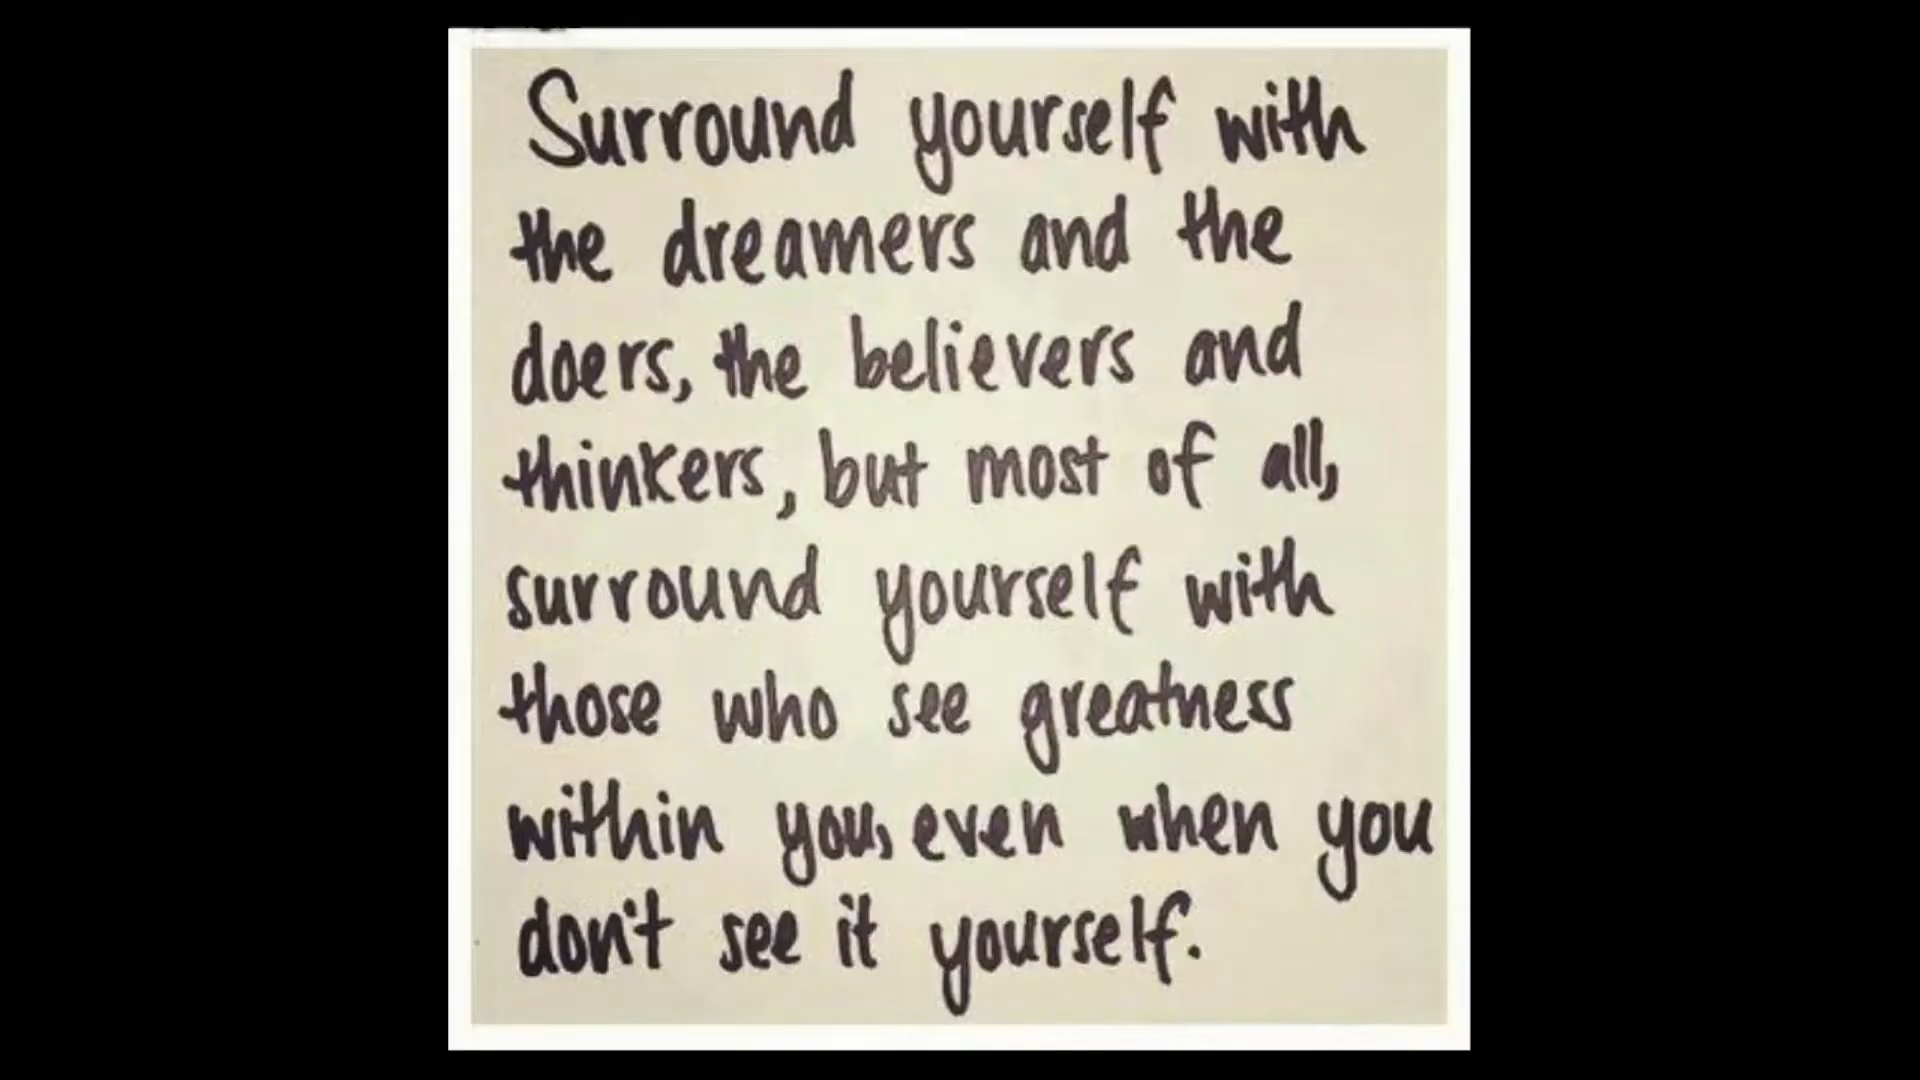 Surround yourself with
the dreamers and the
doers, the believers and
thinkers, but most of all,
surround yourself with
those who see greatness
within you, even when you
don't see it yourself.